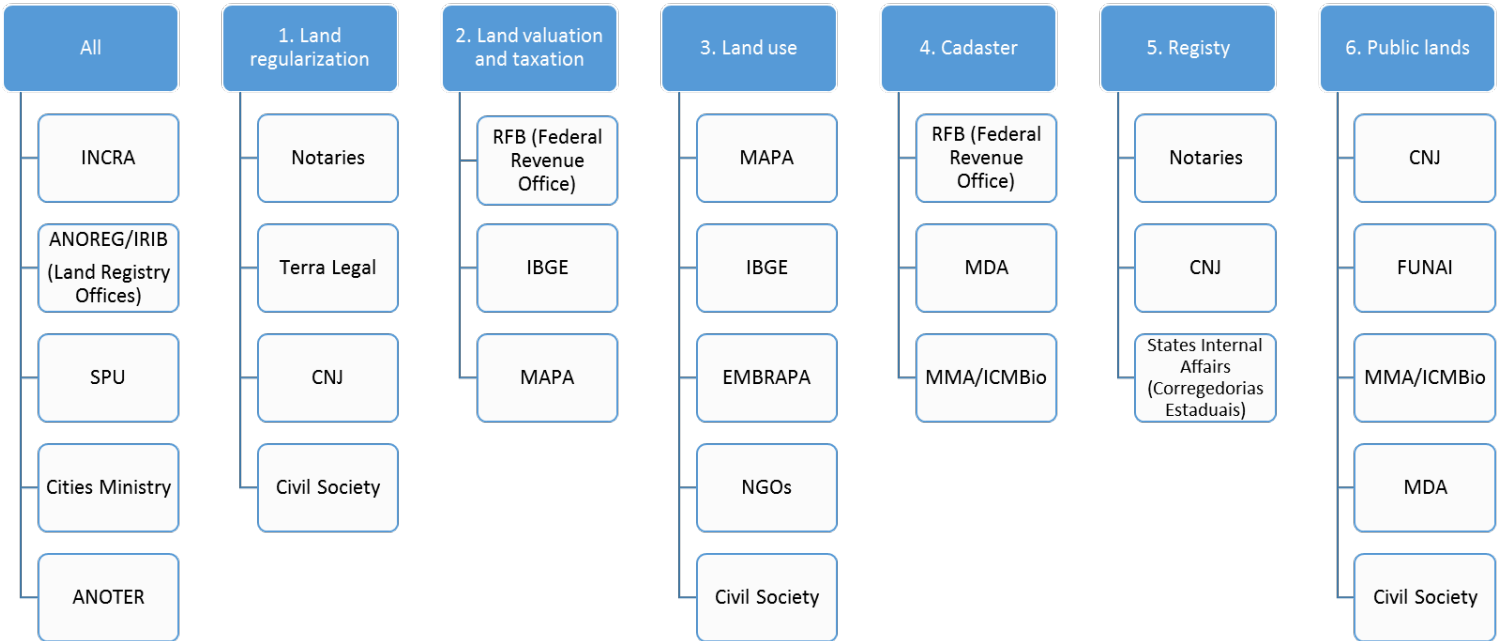 All
INCRA
ANOREG/IRIB
(Land Registry
Offices)
SPU
Cities Ministry
ANOTER
1. Land
regularization
Notaries
Terra Legal
CNJ
Civil Society
2. Land valuation
and taxation
RFB (Federal
Revenue
Office)
IBGE
MAPA
3. Land use
MAPA
IBGE
EMBRAPA
NGOs
Civil Society
4. Cadaster
RFB (Federal
Revenue
Office)
MDA
MMA/ICMBio
5. Registy
Notaries
CNJ
States Internal
Affairs
(Corregedorias
Estaduais)
6. Public lands
CNJ
FUNAI
MMA/ICMBio
MDA
Civil Society